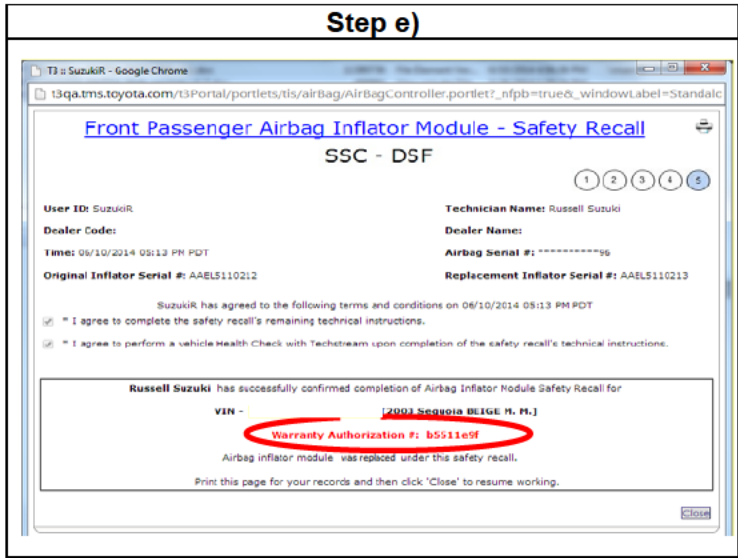 Step e)
T3 :: SuzukiR - Google Chrome
t3qa.tms.toyota.com/t3Portal/portlets/tis/airBag/AirBagController.portlet?_nfpb=true&_windowLabel=Standalc
Front Passenger Airbag Inflator Module - Safety Recall
SSC - DSF
1 2 3 4 5
User ID: SuzukiR Technician Name: Russell Suzuki
Dealer Code: Dealer Name:
Time: 06/10/2014 05:13 PM PDT Airbag Serial #: **********96
Original Inflator Serial #: AAEL5110212 Replacement Inflator Serial #: AAEL5110213
SuzukiR has agreed to the following terms and conditions on 06/10/2014 05:13 PM PDT
* I agree to complete the safety recall's remaining technical instructions.
* I agree to perform a vehicle Health Check with Techstream upon completion of the safety recall's technical instructions.
Russell Suzuki has successfully confirmed completion of Airbag Inflator Module Safety Recall for
VIN - [2003 Sequoia BEIGE M. M.]
Warranty Authorization #: b5511e9f
Airbag inflator module was replaced under this safety recall.
Print this page for your records and then click 'Close' to resume working.
Close